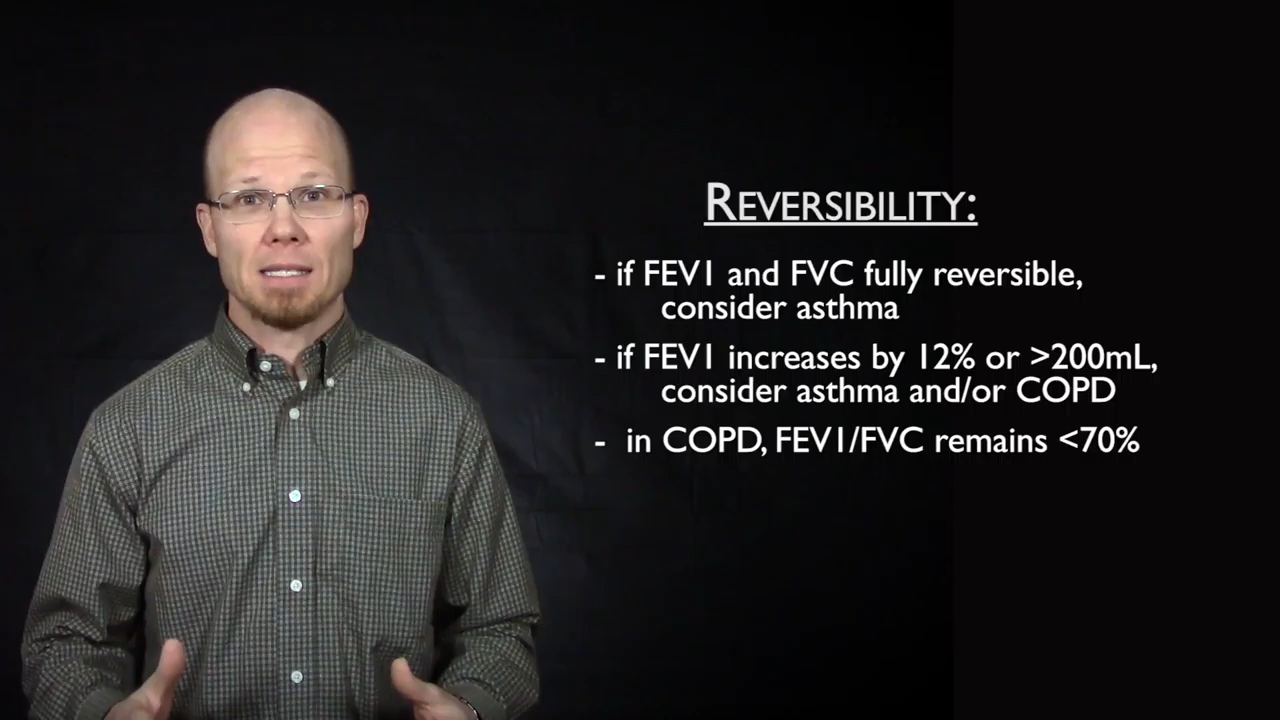 REVERSIBILITY:
- if FEV1 and FVC fully reversible,
consider asthma
- if FEV1 increases by 12% or >200mL,
consider asthma and/or COPD
- in COPD, FEV1/FVC remains <70%